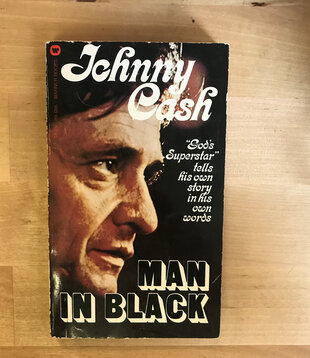 Johnny
Cash
"God's
Superstar"
tells
his own
story
in his
own
words
MAN
IN BLACK